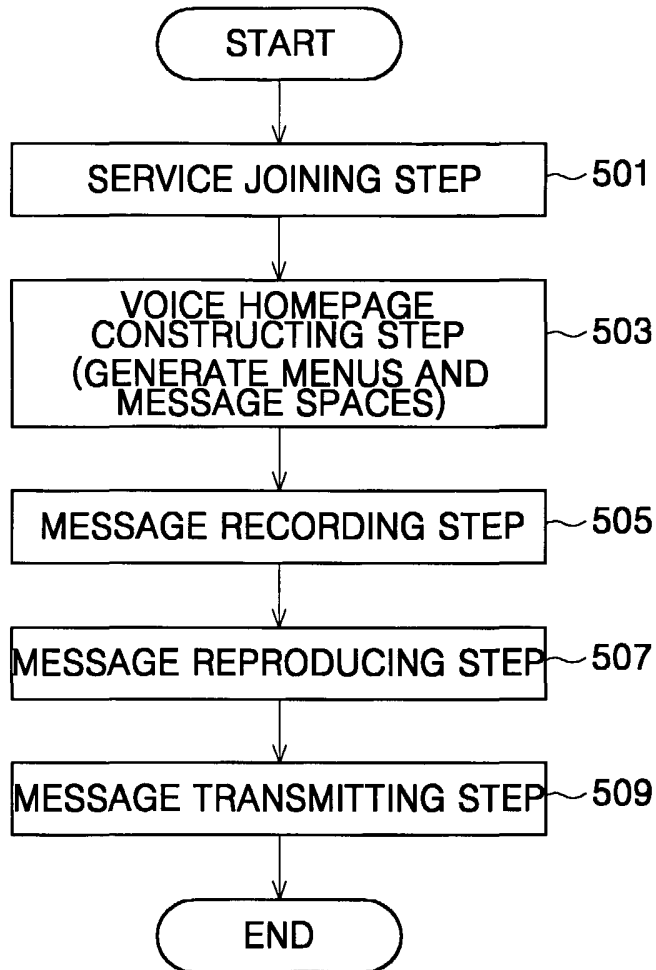 START
SERVICE JOINING STEP 501
VOICE HOMEPAGE
CONSTRUCTING STEP 503
(GENERATE MENUS AND
MESSAGE SPACES)
MESSAGE RECORDING STEP 505
MESSAGE REPRODUCING STEP 507
MESSAGE TRANSMITTING STEP 509
END